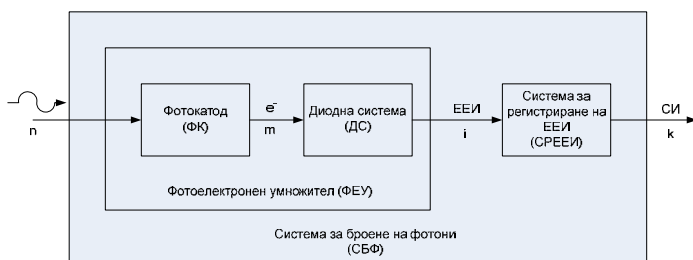 n
Фотокатод
(ФК)
e⁻
m
Диодна система
(ДС)
ЕЕИ
i
Система за
регистриране на
ЕЕИ
(СРЕЕИ)
СИ
k
Фотоелектронен умножител (ФЕУ)
Система за броене на фотони
(СБФ)